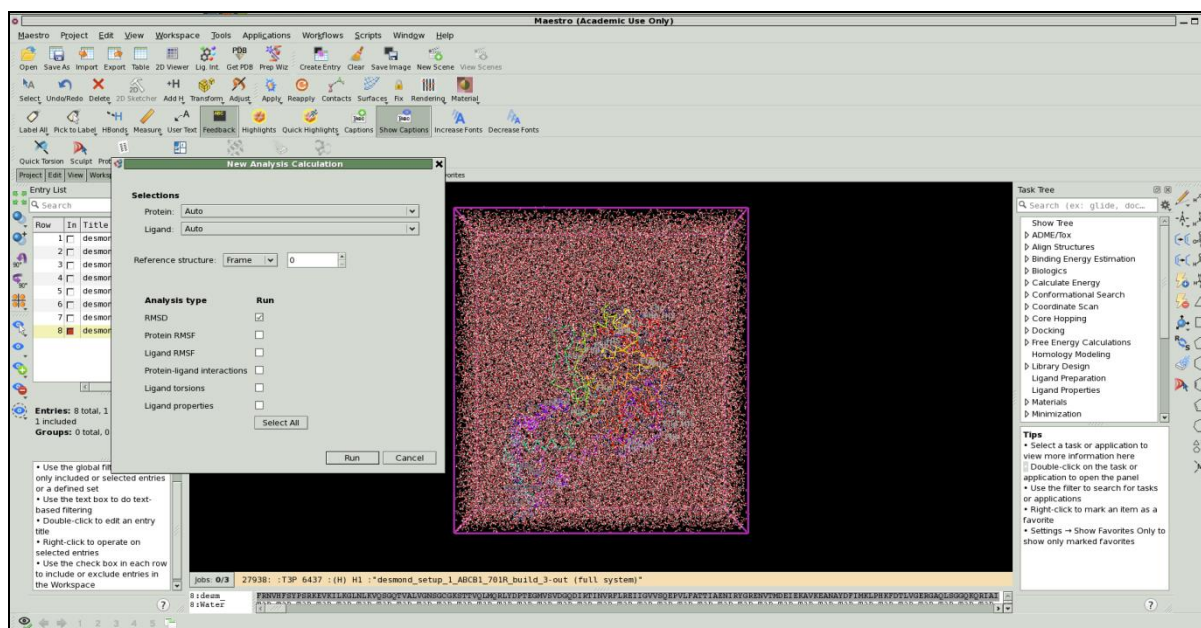 Maestro (Academic Use Only)
Maestro Project Edit View Workspace Tools Applications Workflows Scripts Window Help
Open Save As Import Export Table 2D Viewer Lig. Int. Get PDB Prep Wiz Create Entry Clear Save Image New Scene View Scenes
Select Undo/Redo Delete 2D Sketcher Add H Transform Adjust Apply Reapply Contacts Surfaces Fix Rendering Material
Label All Pick to Label HBonds Measure User Text Feedback Highlights Quick Highlights Captions Show Captions Increase Fonts Decrease Fonts
Quick Torsion Sculpt
Project Edit View
New Analysis Calculation
Entry List
Search
Row In Title
1 desmor
2 desmor
3 desmor
4 desmor
5 desmor
6 desmor
7 desmor
8 desmor
Entries: 8 total, 1
1 included
Groups: 0 total, 0
• Use the global
only included or selected entries
or a defined set
• Use the text box to do text-
based filtering
• Double-click to edit an entry
title
• Right-click to operate on
selected entries
• Use the check box in each row
to include or exclude entries in
the Workspace
Selections
Protein: Auto
Ligand: Auto
Reference structure: Frame 0
Analysis type Run
RMSD
Protein RMSF
Ligand RMSF
Protein-ligand interactions
Ligand torsions
Ligand properties
Select All
Run Cancel
Task Tree
Search (ex: glide, doc...
Show Tree
ADME/Tox
Align Structures
Binding Energy Estimation
Biologics
Calculate Energy
Conformational Search
Coordinate Scan
Core Hopping
Docking
Free Energy Calculations
Homology Modeling
Library Design
Ligand Preparation
Ligand Properties
Materials
Minimization
Tips
• Select a task or application to
view more information here
Double-click on the task or
application to open the panel
• Use the filter to search for tasks
or applications
• Right-click to mark an item as a
favorite
• Settings → Show Favorites Only to
show only marked favorites
Jobs: 0/3 27938: :T3P 6437 :(H) H1 :"desmond_setup_1_ABCB1_701R_build_3-out (full system)"
8:desm_
8:Water
1 2 3 4 5